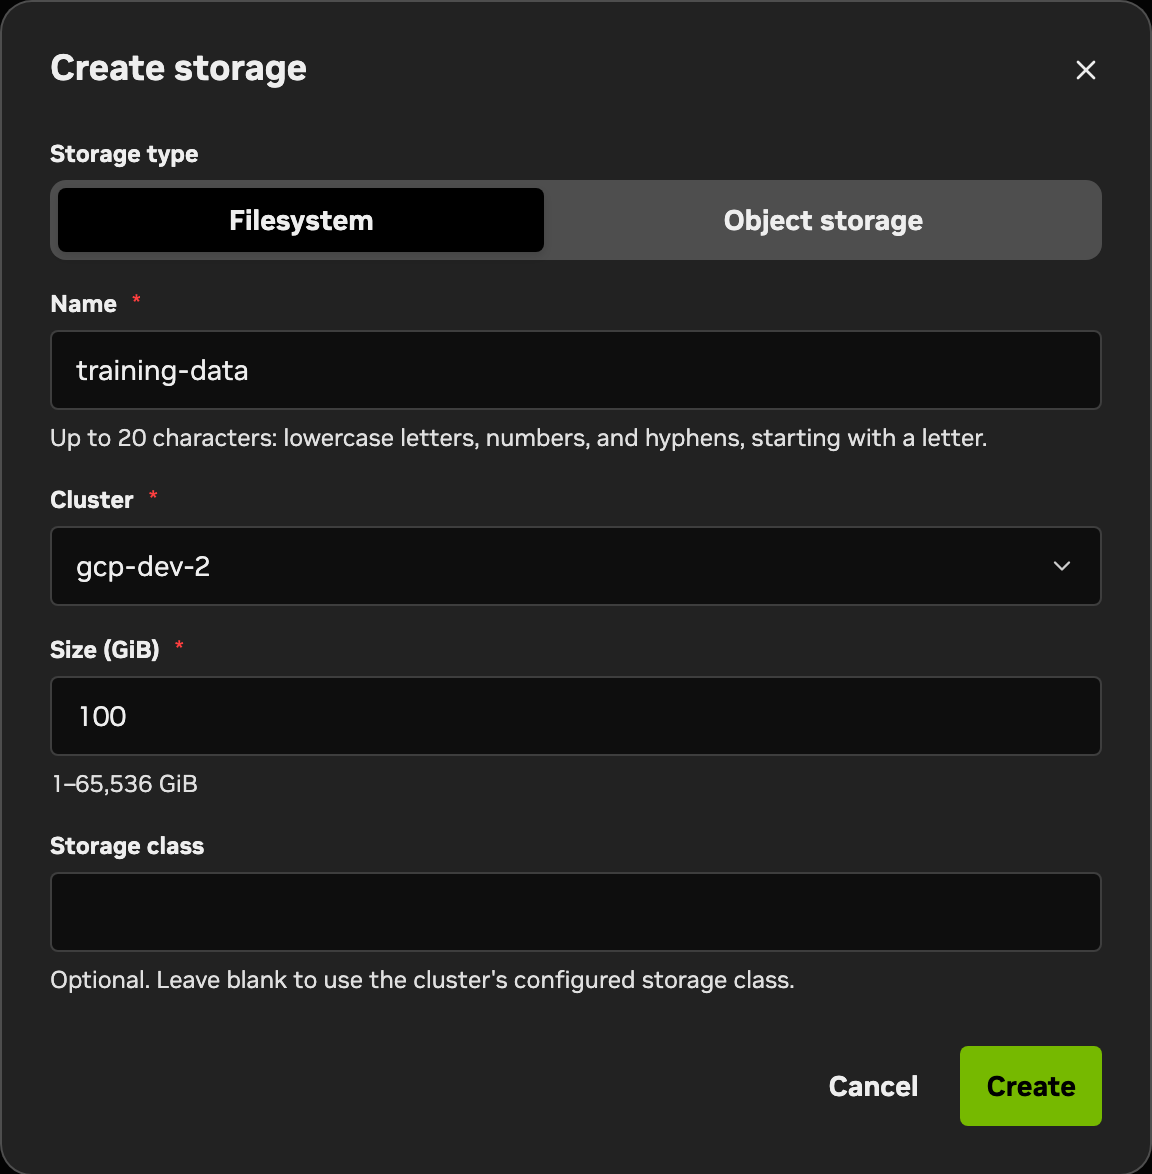 Create storage
Storage type
Filesystem
Object storage
Name *
training-data
Up to 20 characters: lowercase letters, numbers, and hyphens, starting with a letter.
Cluster *
gcp-dev-2
Size (GiB) *
100
1–65,536 GiB
Storage class
Optional. Leave blank to use the cluster's configured storage class.
Cancel
Create